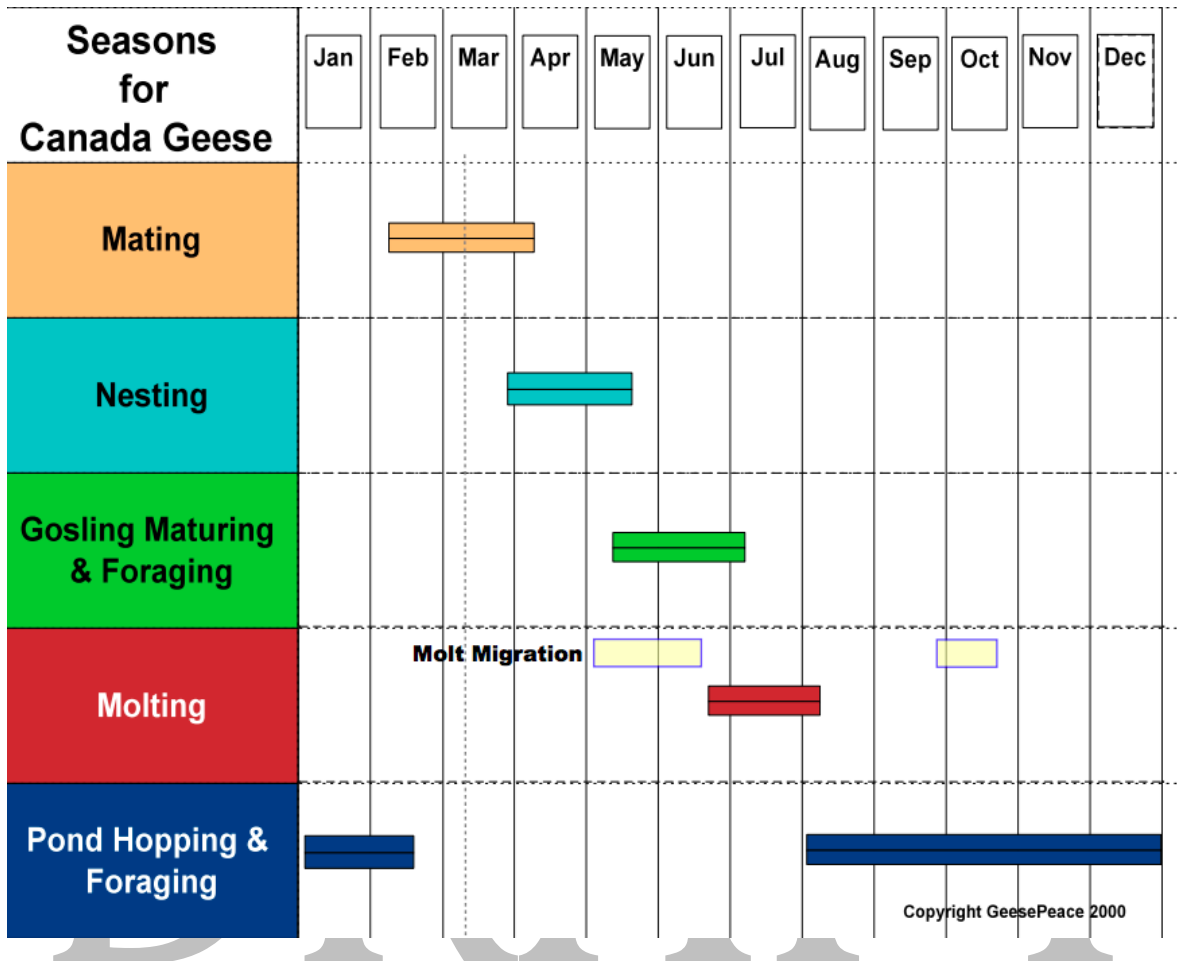 Seasons
for
Canada Geese
Jan Feb Mar Apr May Jun Jul Aug Sep Oct Nov Dec
Mating
Nesting
Gosling Maturing
& Foraging
Molt Migration
Molting
Pond Hopping &
Foraging
Copyright GeesePeace 2000